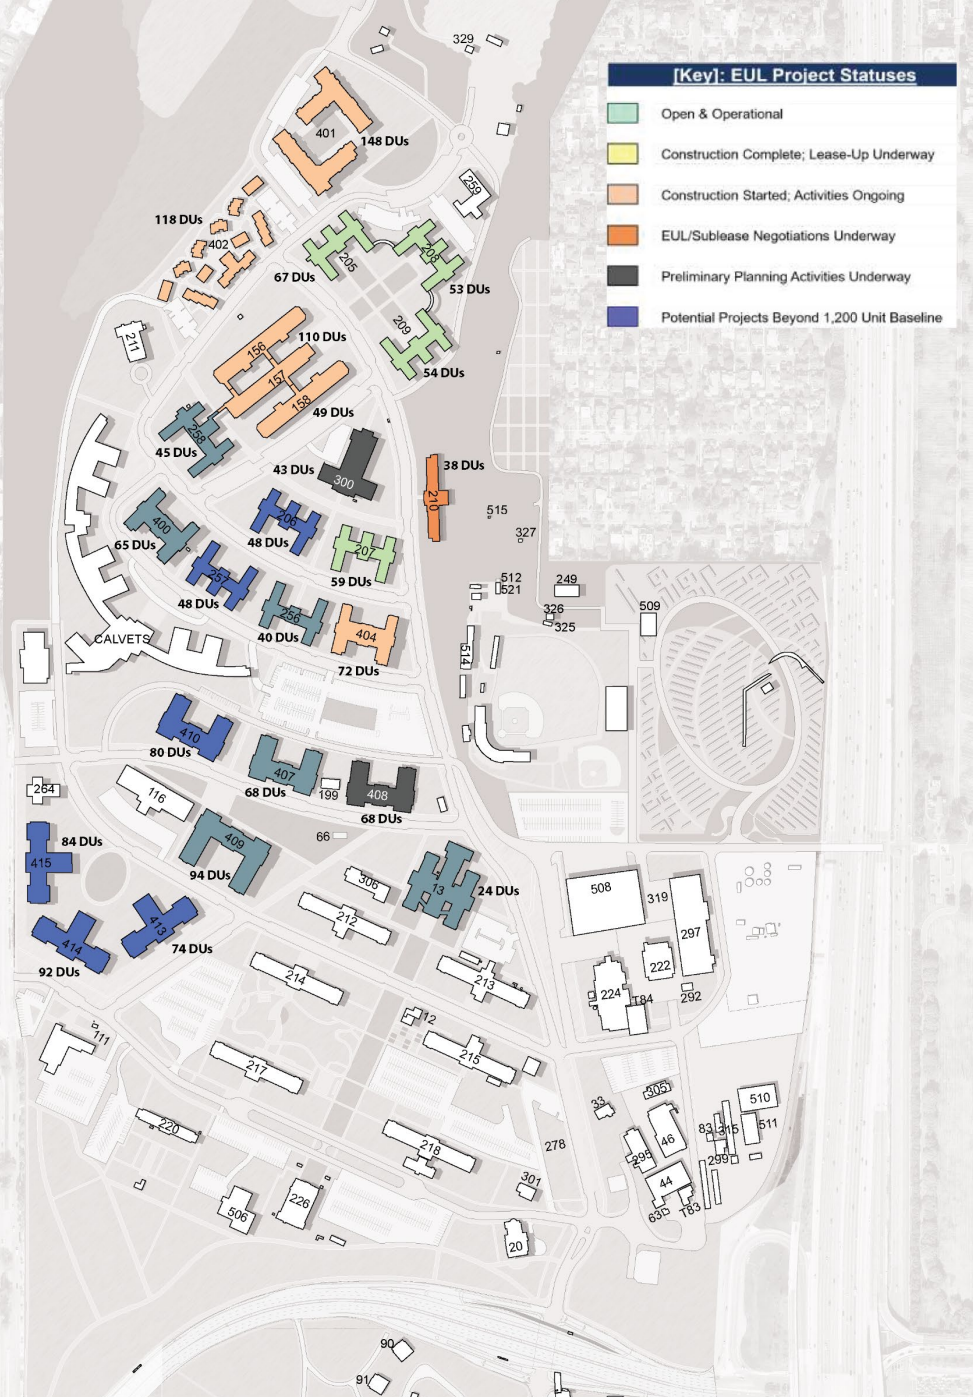 329
[Key]: EUL Project Statuses
Open & Operational
Construction Complete; Lease-Up Underway
Construction Started; Activities Ongoing
EUL/Sublease Negotiations Underway
Preliminary Planning Activities Underway
Potential Projects Beyond 1,200 Unit Baseline
401
148 DUs
259
118 DUs
402
205
208
67 DUs
53 DUs
209
211
156
110 DUs
157
54 DUs
158
49 DUs
258
45 DUs
43 DUs
300
38 DUs
210
400
206
515
65 DUs
48 DUs
207
327
257
59 DUs
512
249
521
48 DUs
256
326
509
325
40 DUs
404
CALVETS
514
72 DUs
410
80 DUs
407
264
116
68 DUs
199
408
68 DUs
66
409
84 DUs
415
94 DUs
306
13
24 DUs
508
319
212
413
297
414
74 DUs
92 DUs
214
213
222
224
T84
292
12
111
217
215
33
305
510
220
218
278
46
83
315
511
295
299
301
44
226
506
63
T83
20
90
91